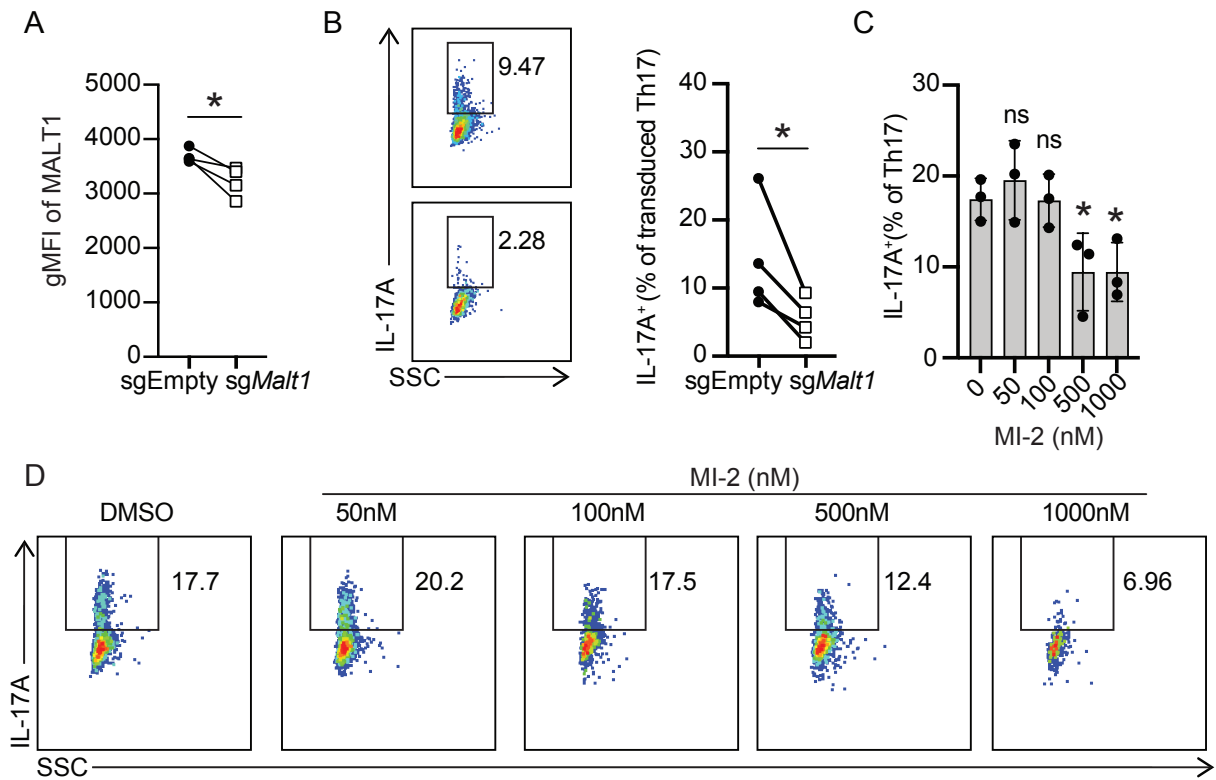 A
gMFI of MALT1
5000
4000
3000
2000
1000
0
*
sgEmpty sgMalt1
B
9.47
2.28
IL-17A
SSC
IL-17A+ (% of transduced Th17)
40
30
20
10
0
*
sgEmpty sgMalt1
C
IL-17A+(% of Th17)
30
20
10
0
ns
ns
*
*
0
50
100
500
1000
MI-2 (nM)
D
MI-2 (nM)
DMSO
50nM
100nM
500nM
1000nM
17.7
20.2
17.5
12.4
6.96
IL-17A
SSC